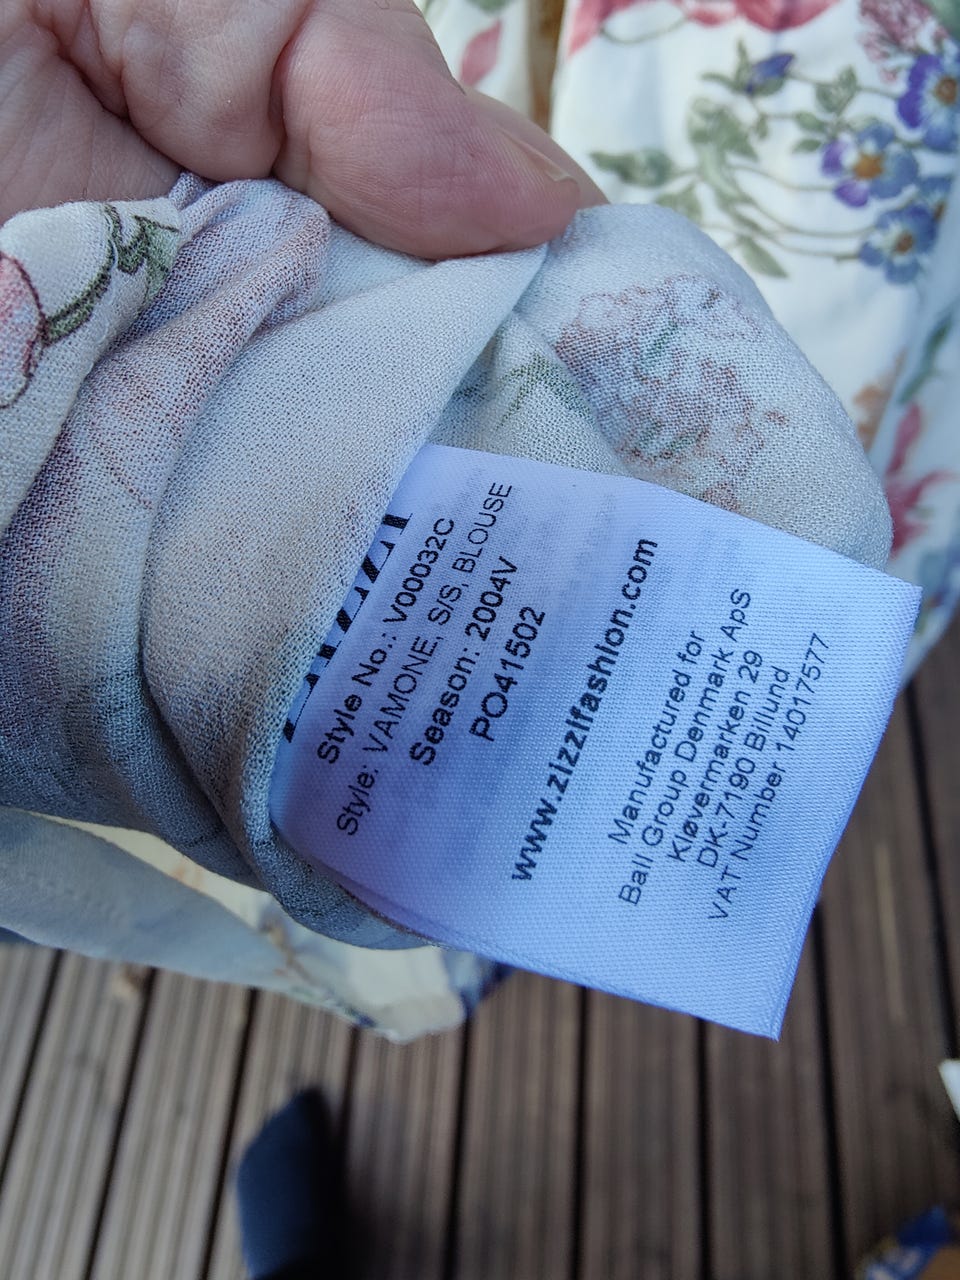 ZIZZI
Style No.: V00032C
Style: VAMONE, S/S, BLOUSE
Season: 2004V
PO41502
www.zizzifashion.com
Manufactured for
Ball Group Denmark ApS
Kløvermarken 29
DK-7190 Billund
VAT Number 14017577